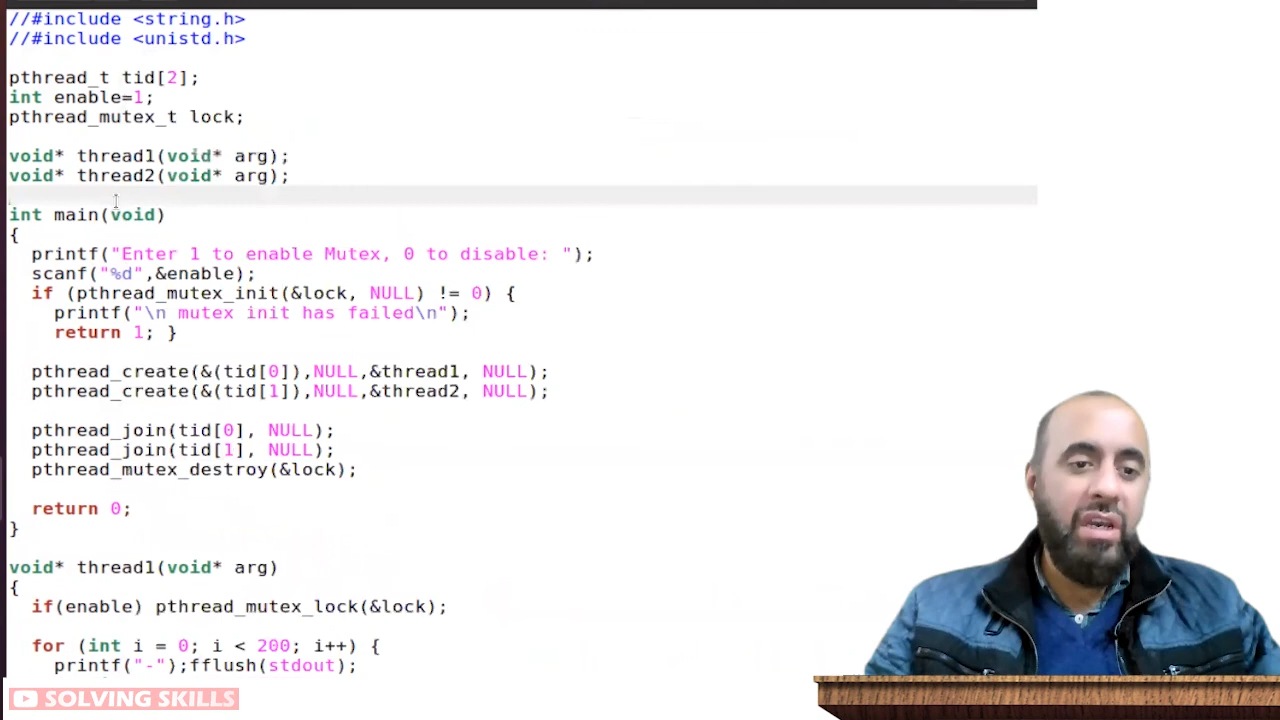 //#include <string.h>
//#include <unistd.h>
pthread_t tid[2];
int enable=1;
pthread_mutex_t lock;
void* thread1(void* arg);
void* thread2(void* arg);
int main(void)
{
  printf("Enter 1 to enable Mutex, 0 to disable: ");
  scanf("%d",&enable);
  if (pthread_mutex_init(&lock, NULL) != 0) {
    printf("\n mutex init has failed\n");
    return 1; }
  pthread_create(&(tid[0]),NULL,&thread1, NULL);
  pthread_create(&(tid[1]),NULL,&thread2, NULL);
  pthread_join(tid[0], NULL);
  pthread_join(tid[1], NULL);
  pthread_mutex_destroy(&lock);
  return 0;
}
void* thread1(void* arg)
{
  if(enable) pthread_mutex_lock(&lock);
  for (int i = 0; i < 200; i++) {
    printf("-");fflush(stdout);
SOLVING SKILLS